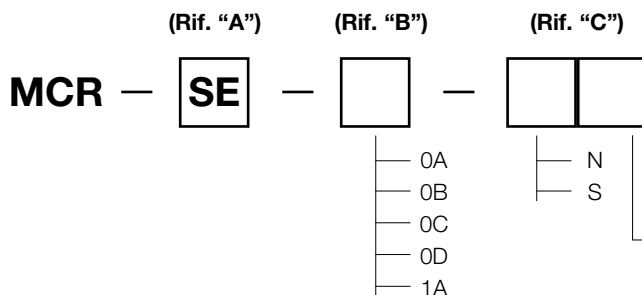 (Rif. “A”) (Rif. “B”) (Rif. “C”)
MCR — SE — —
0A N
0B S
0C
0D
1A